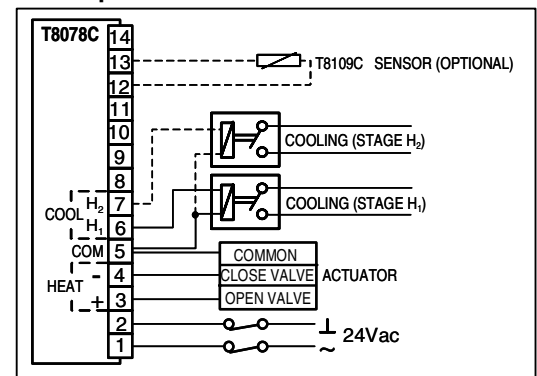 T8078C 14
13
T8109C SENSOR (OPTIONAL)
12
11
10
COOLING (STAGE H₂)
9
8
H₂ 7
COOLING (STAGE H₁)
COOL
H₁ 6
COM 5 COMMON
- 4 CLOSE VALVE ACTUATOR
HEAT
+ 3 OPEN VALVE
2 ⊥
24Vac
1 ~